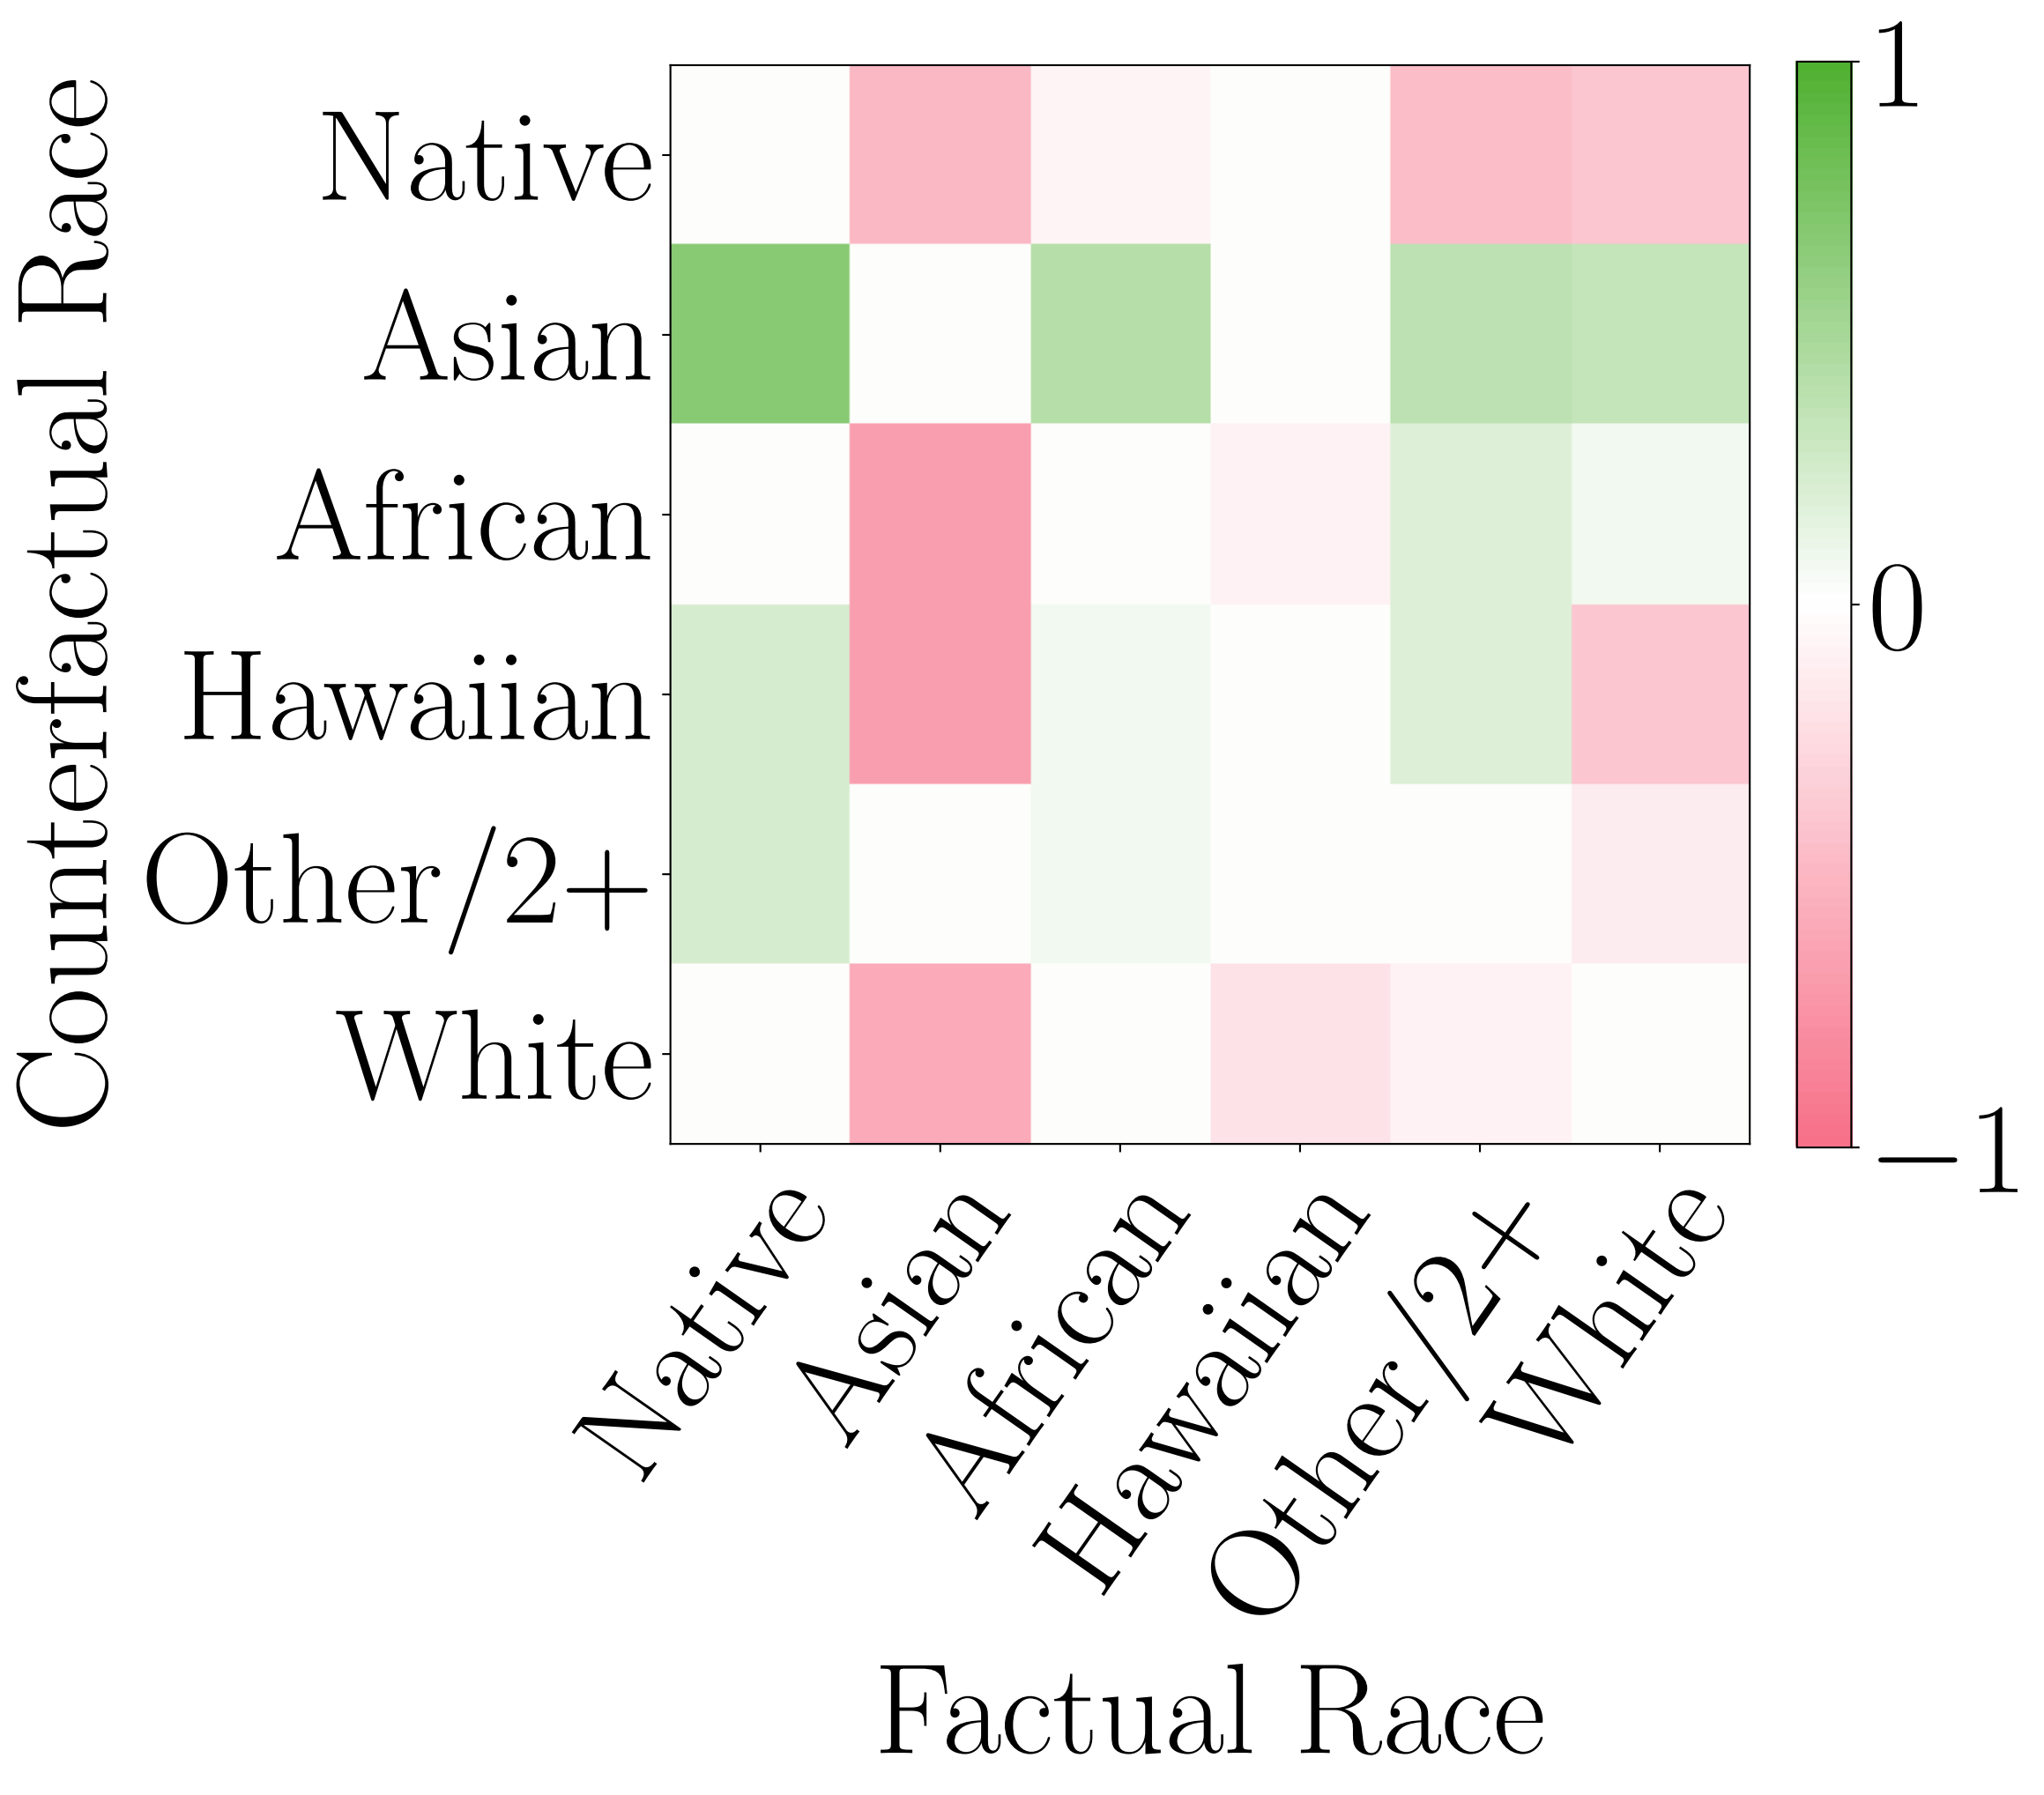 Counterfactual Race
Native
Asian
African
Hawaiian
Other/2+
White
1
0
−1
Native
Asian
African
Hawaiian
Other/2+
White
Factual Race